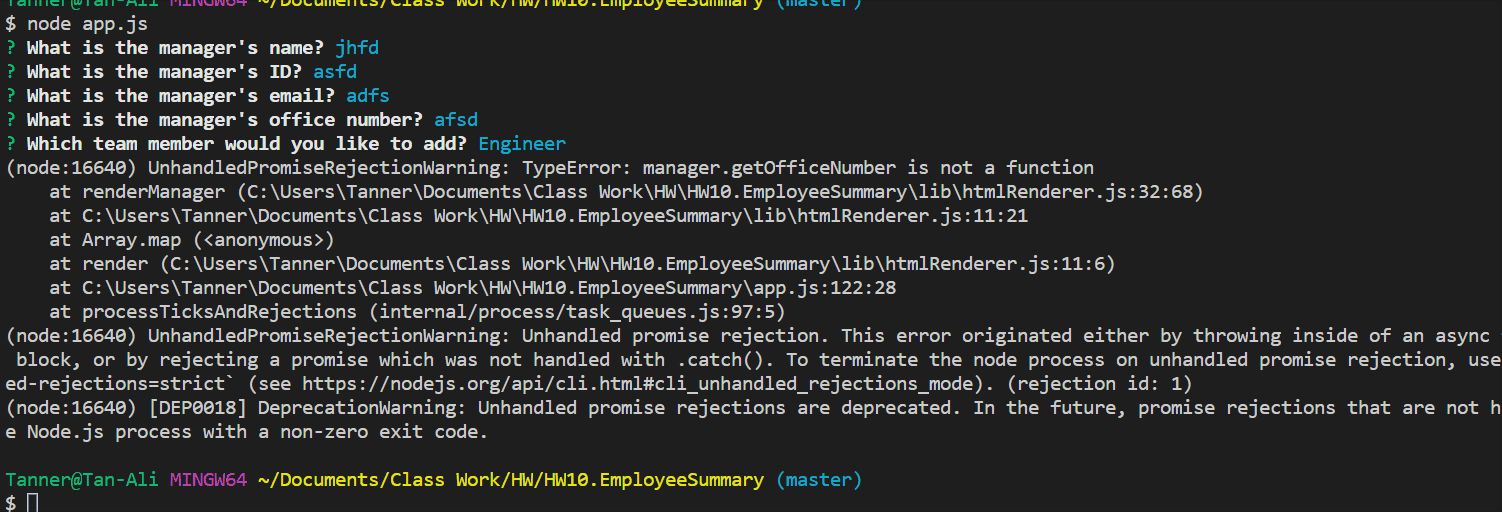 Tanner@Tan-Ali MINGW64 ~/Documents/Class Work/HW/HW10.EmployeeSummary (master)
$ node app.js
? What is the manager's name? jhfd
? What is the manager's ID? asfd
? What is the manager's email? adfs
? What is the manager's office number? afsd
? Which team member would you like to add? Engineer
(node:16640) UnhandledPromiseRejectionWarning: TypeError: manager.getOfficeNumber is not a function
    at renderManager (C:\Users\Tanner\Documents\Class Work\HW\HW10.EmployeeSummary\lib\htmlRenderer.js:32:68)
    at C:\Users\Tanner\Documents\Class Work\HW\HW10.EmployeeSummary\lib\htmlRenderer.js:11:21
    at Array.map (<anonymous>)
    at render (C:\Users\Tanner\Documents\Class Work\HW\HW10.EmployeeSummary\lib\htmlRenderer.js:11:6)
    at C:\Users\Tanner\Documents\Class Work\HW\HW10.EmployeeSummary\app.js:122:28
    at processTicksAndRejections (internal/process/task_queues.js:97:5)
(node:16640) UnhandledPromiseRejectionWarning: Unhandled promise rejection. This error originated either by throwing inside of an async
 block, or by rejecting a promise which was not handled with .catch(). To terminate the node process on unhandled promise rejection, use
ed-rejections=strict` (see https://nodejs.org/api/cli.html#cli_unhandled_rejections_mode). (rejection id: 1)
(node:16640) [DEP0018] DeprecationWarning: Unhandled promise rejections are deprecated. In the future, promise rejections that are not h
e Node.js process with a non-zero exit code.
Tanner@Tan-Ali MINGW64 ~/Documents/Class Work/HW/HW10.EmployeeSummary (master)
$